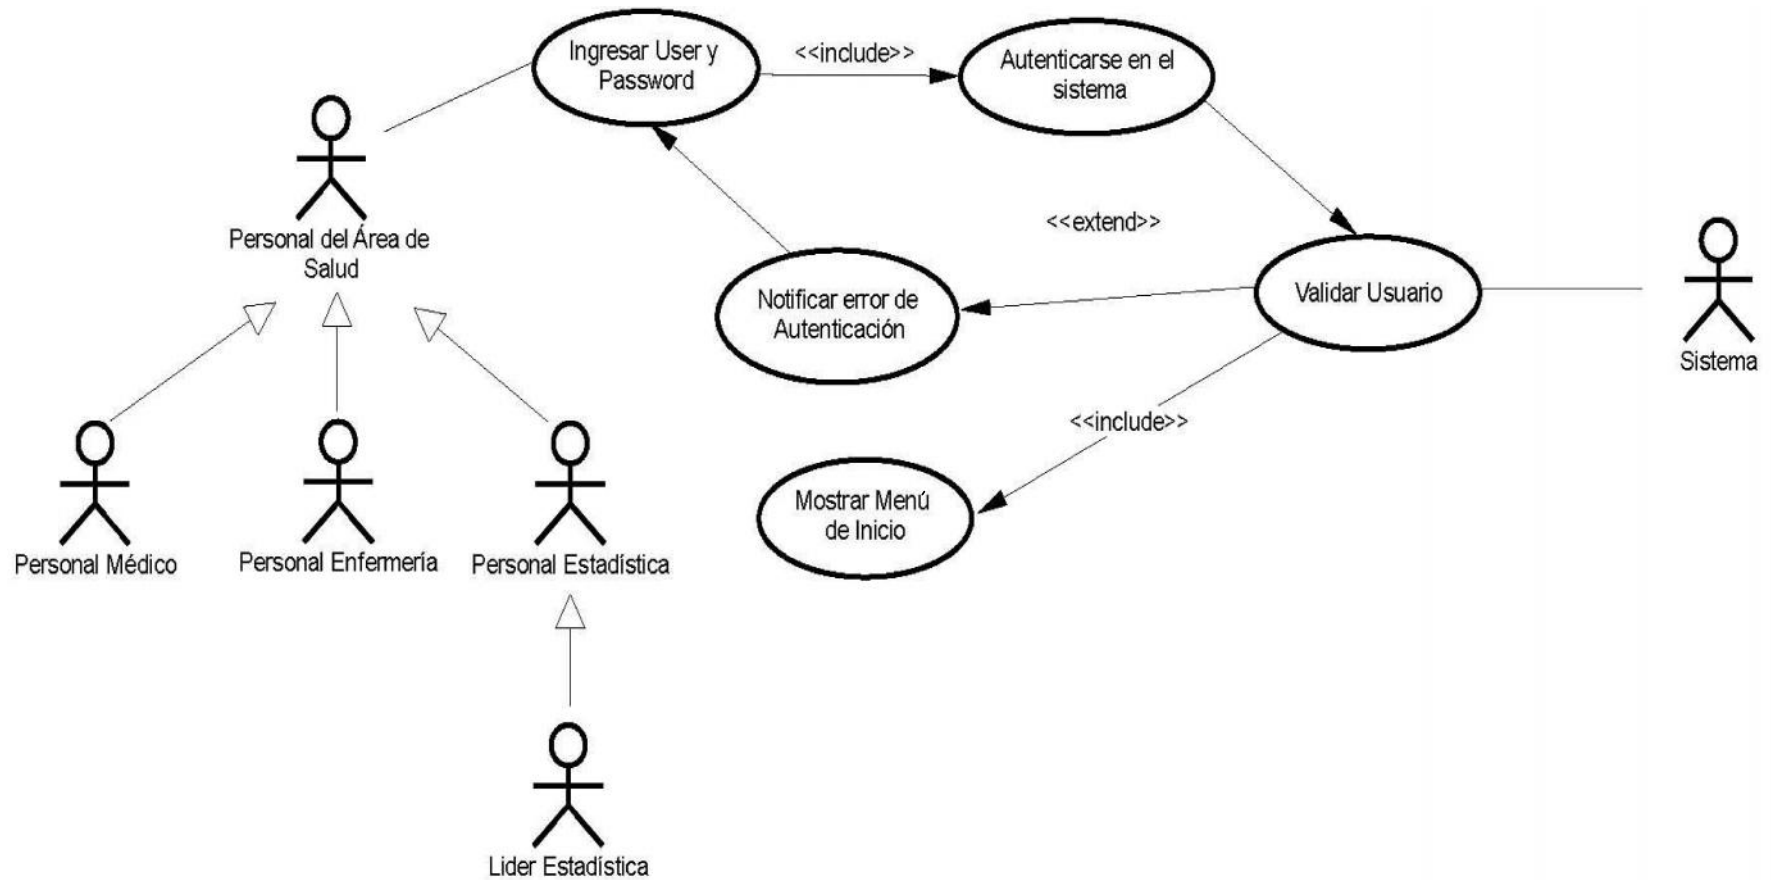 Ingresar User y
Password
<<include>>
Autenticarse en el
sistema
Personal del Área de
Salud
<<extend>>
Notificar error de
Autenticación
Validar Usuario
Sistema
<<include>>
Mostrar Menú
de Inicio
Personal Médico
Personal Enfermería
Personal Estadística
Lider Estadística